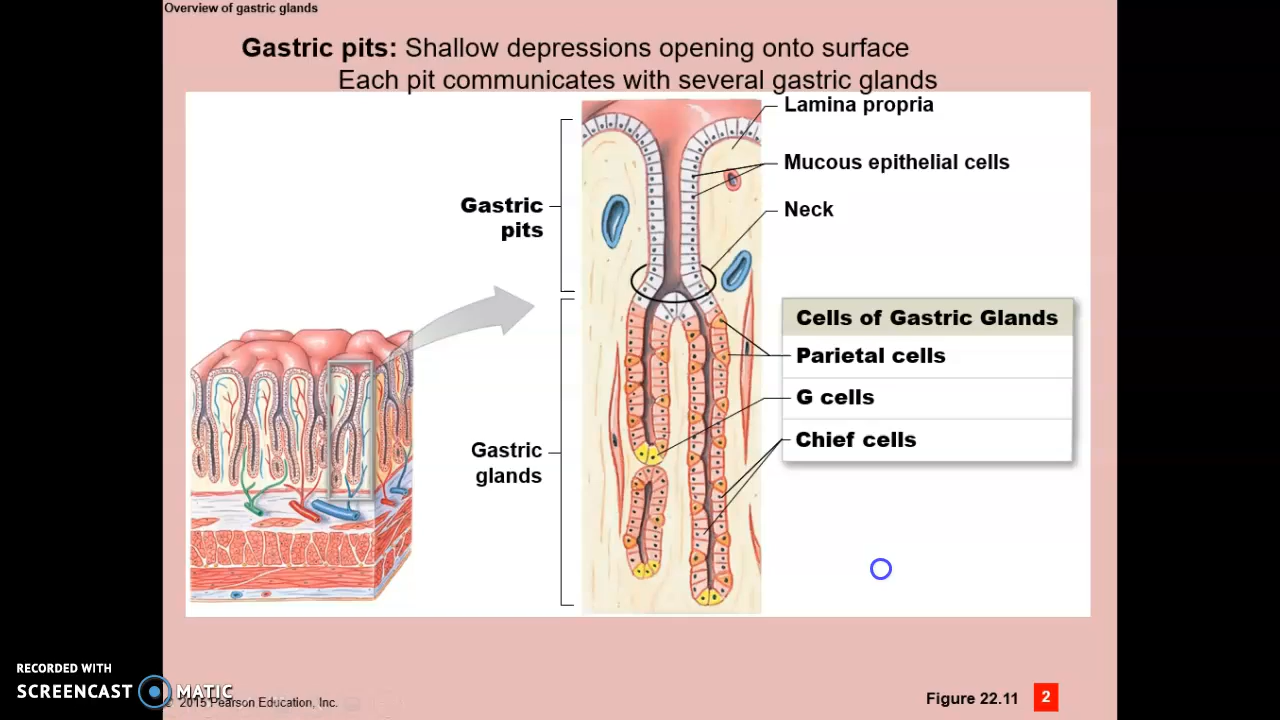 Overview of gastric glands
Gastric pits: Shallow depressions opening onto surface
Each pit communicates with several gastric glands
Lamina propria
Mucous epithelial cells
Neck
Gastric
pits
Cells of Gastric Glands
Parietal cells
G cells
Chief cells
Gastric
glands
RECORDED WITH
SCREENCAST MATIC
© 2015 Pearson Education, Inc.
Figure 22.11 2